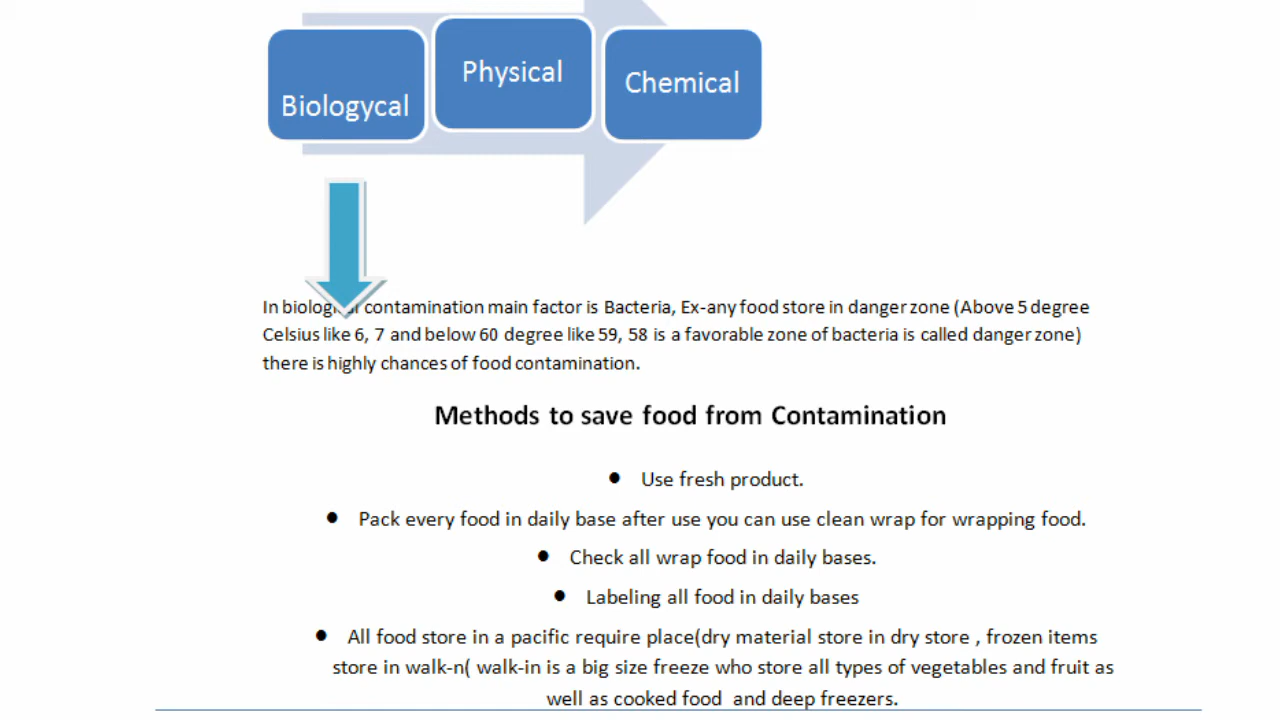 Biologycal
Physical
Chemical
In biological contamination main factor is Bacteria, Ex-any food store in danger zone (Above 5 degree
Celsius like 6, 7 and below 60 degree like 59, 58 is a favorable zone of bacteria is called danger zone)
there is highly chances of food contamination.
Methods to save food from Contamination
● Use fresh product.
● Pack every food in daily base after use you can use clean wrap for wrapping food.
● Check all wrap food in daily bases.
● Labeling all food in daily bases
● All food store in a pacific require place(dry material store in dry store , frozen items
store in walk-n( walk-in is a big size freeze who store all types of vegetables and fruit as
well as cooked food and deep freezers.